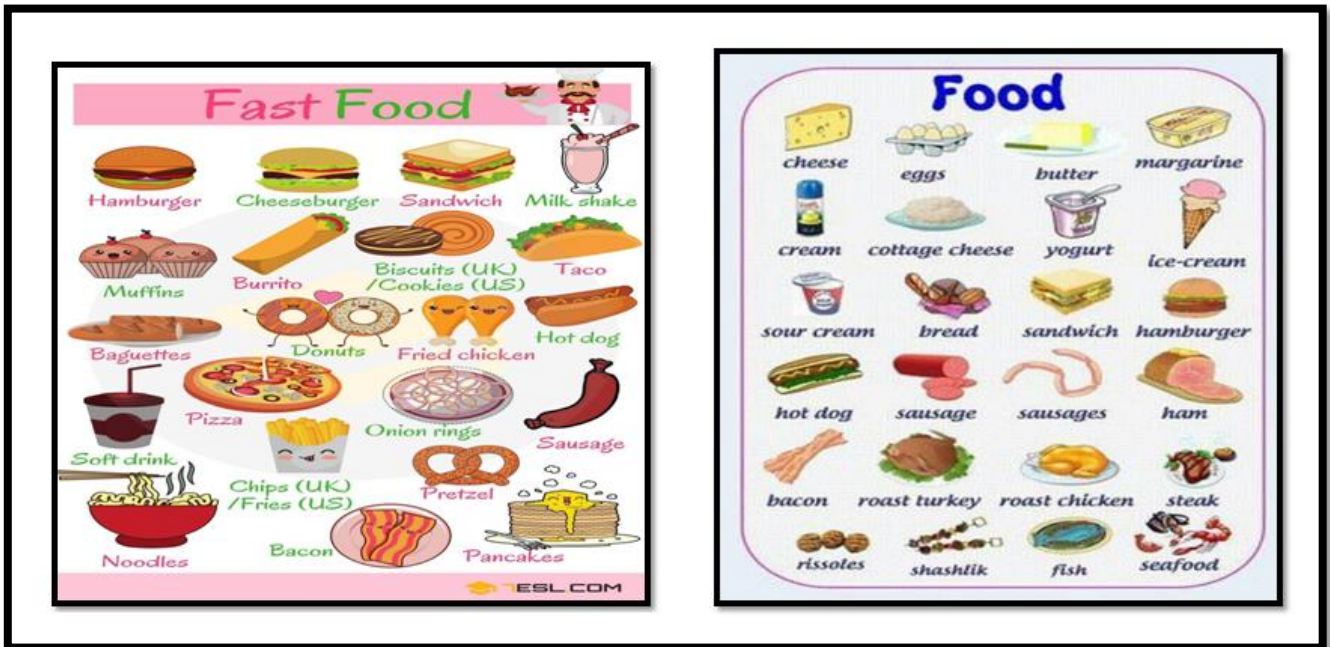 Fast Food
Hamburger
Cheeseburger
Sandwich
Milk shake
Muffins
Burrito
Biscuits (UK)
/Cookies (US)
Taco
Baguettes
Donuts
Fried chicken
Hot dog
Pizza
Onion rings
Sausage
Soft drink
Chips (UK)
/Fries (US)
Pretzel
Noodles
Bacon
Pancakes
7ESL.COM
Food
cheese
eggs
butter
margarine
cream
cottage cheese
yogurt
ice-cream
sour cream
bread
sandwich
hamburger
hot dog
sausage
sausages
ham
bacon
roast turkey
roast chicken
steak
rissoles
shashlik
fish
seafood